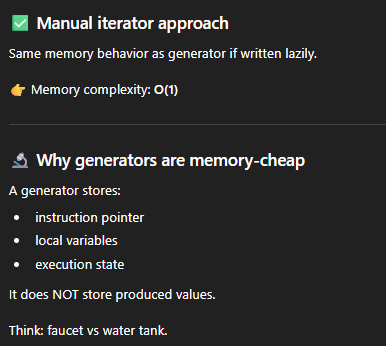 ✅ Manual iterator approach
Same memory behavior as generator if written lazily.
👉 Memory complexity: O(1)
🔬 Why generators are memory-cheap
A generator stores:
• instruction pointer
• local variables
• execution state
It does NOT store produced values.
Think: faucet vs water tank.